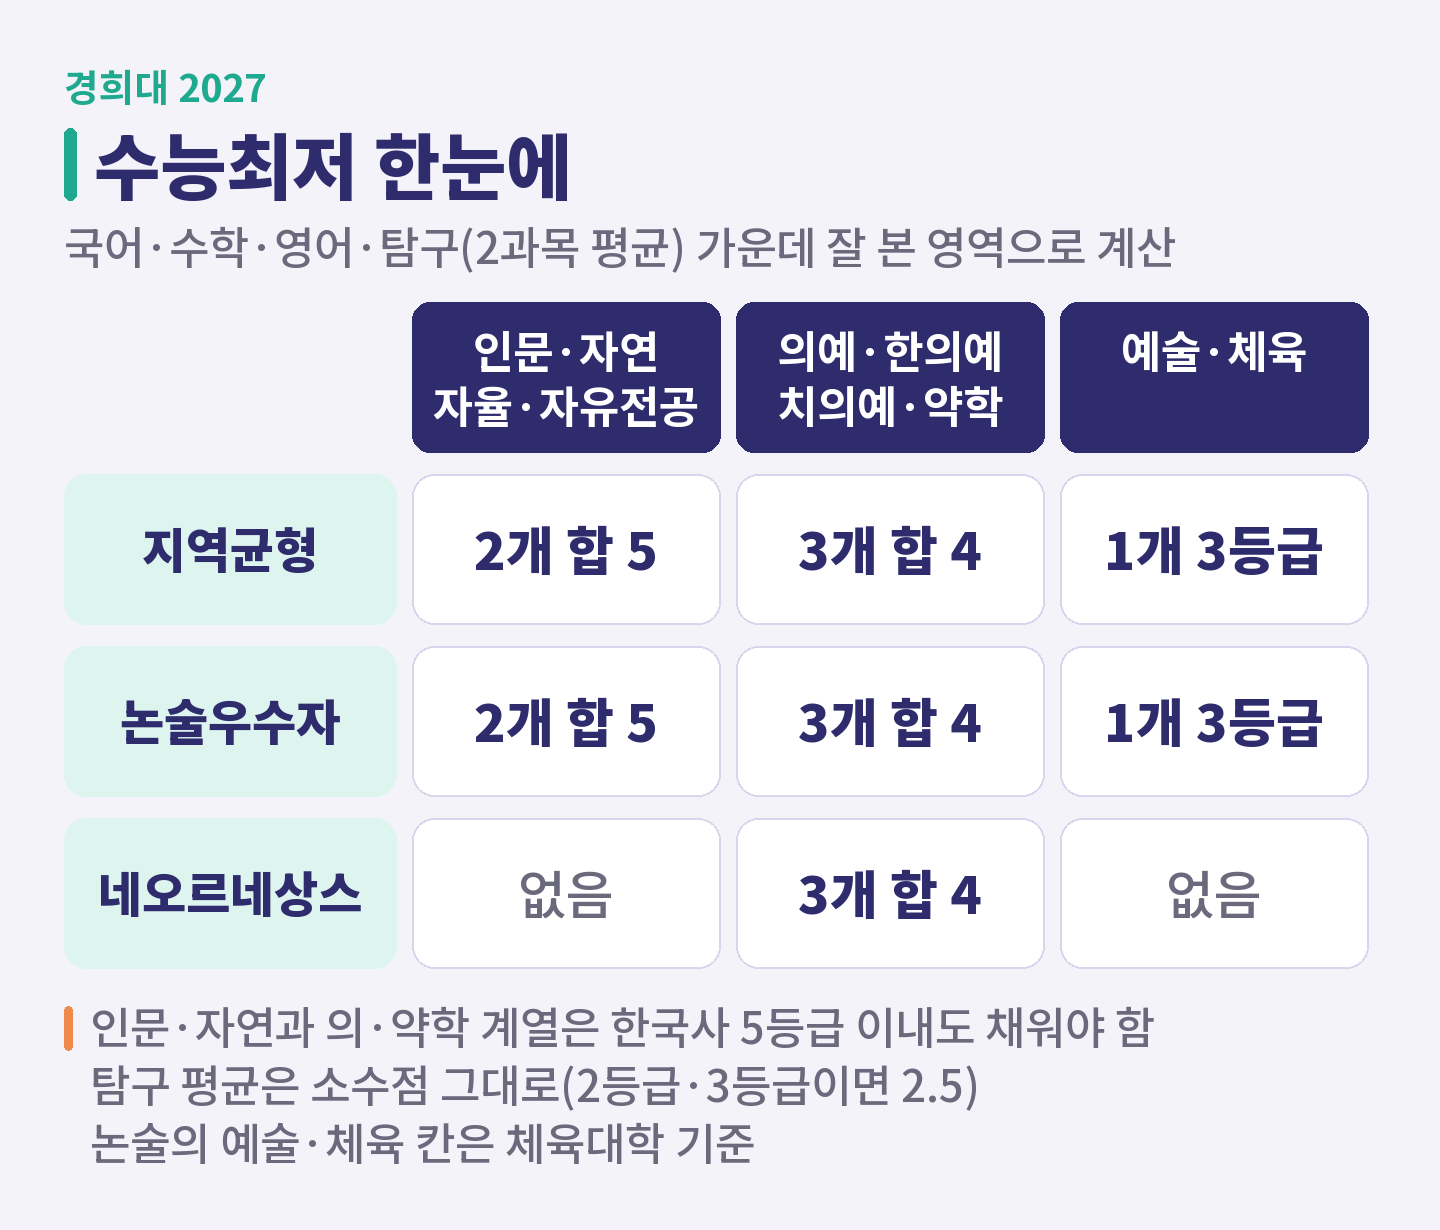 경희대 2027
수능최저 한눈에
국어·수학·영어·탐구(2과목 평균) 가운데 잘 본 영역으로 계산
인문·자연
자율·자유전공
의예·한의예
치의예·약학
예술·체육
지역균형
2개 합 5
3개 합 4
1개 3등급
논술우수자
2개 합 5
3개 합 4
1개 3등급
네오르네상스
없음
3개 합 4
없음
인문·자연과 의·약학 계열은 한국사 5등급 이내도 채워야 함
탐구 평균은 소수점 그대로(2등급·3등급이면 2.5)
논술의 예술·체육 칸은 체육대학 기준